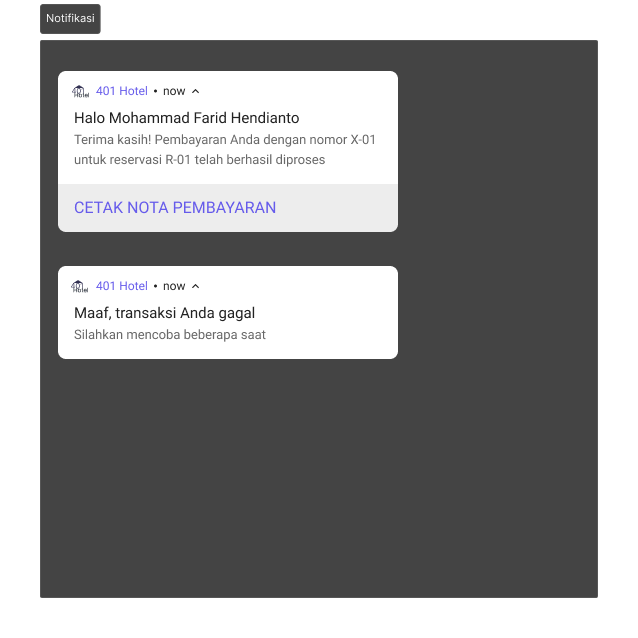 Notifikasi
401 Hotel • now
Halo Mohammad Farid Hendianto
Terima kasih! Pembayaran Anda dengan nomor X-01
untuk reservasi R-01 telah berhasil diproses
CETAK NOTA PEMBAYARAN
401 Hotel • now
Maaf, transaksi Anda gagal
Silahkan mencoba beberapa saat